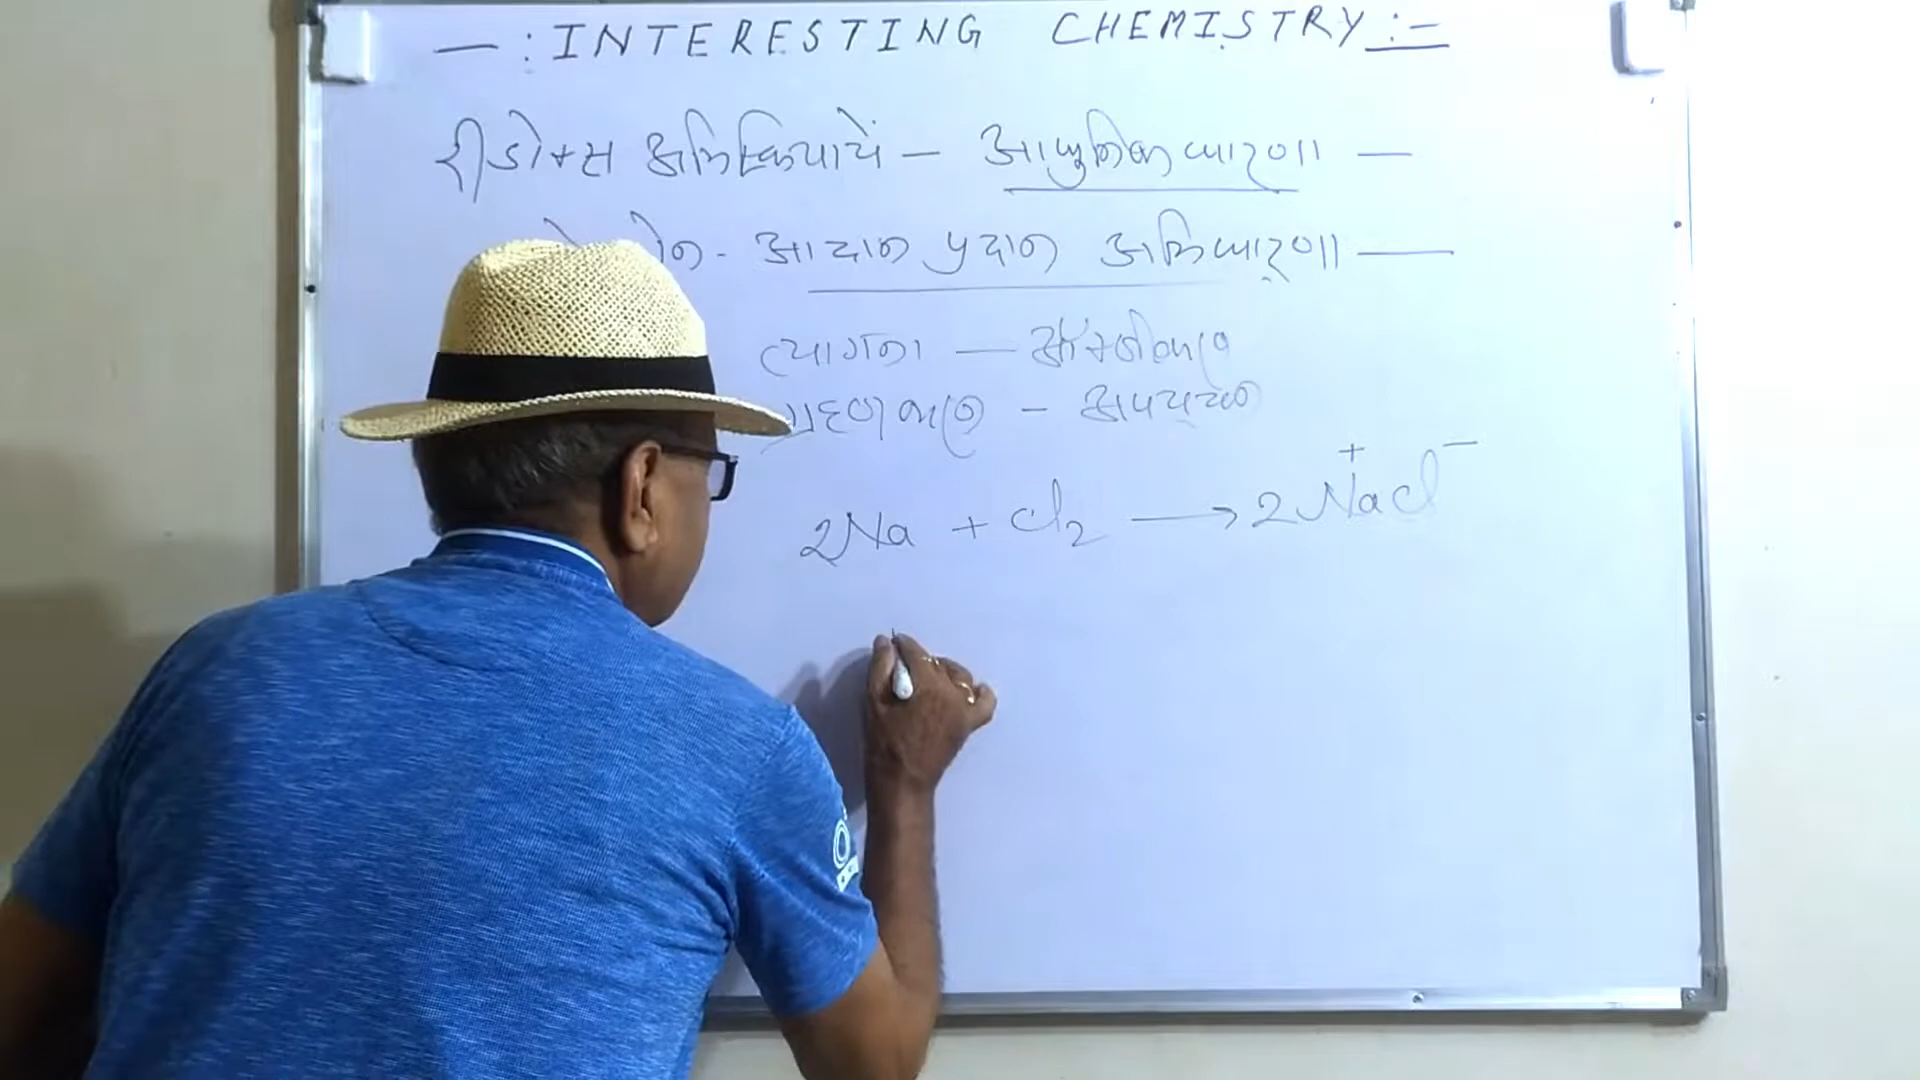 — : INTERESTING CHEMISTRY : —
रीडोक्स अभिक्रियायें — आधुनिक धारणा —
आदान प्रदान अभिधारणा —
त्यागना — ऑक्सीकरण
ग्रहण करना — अपचयन
2Na + Cl₂ ⟶ 2Na⁺Cl⁻